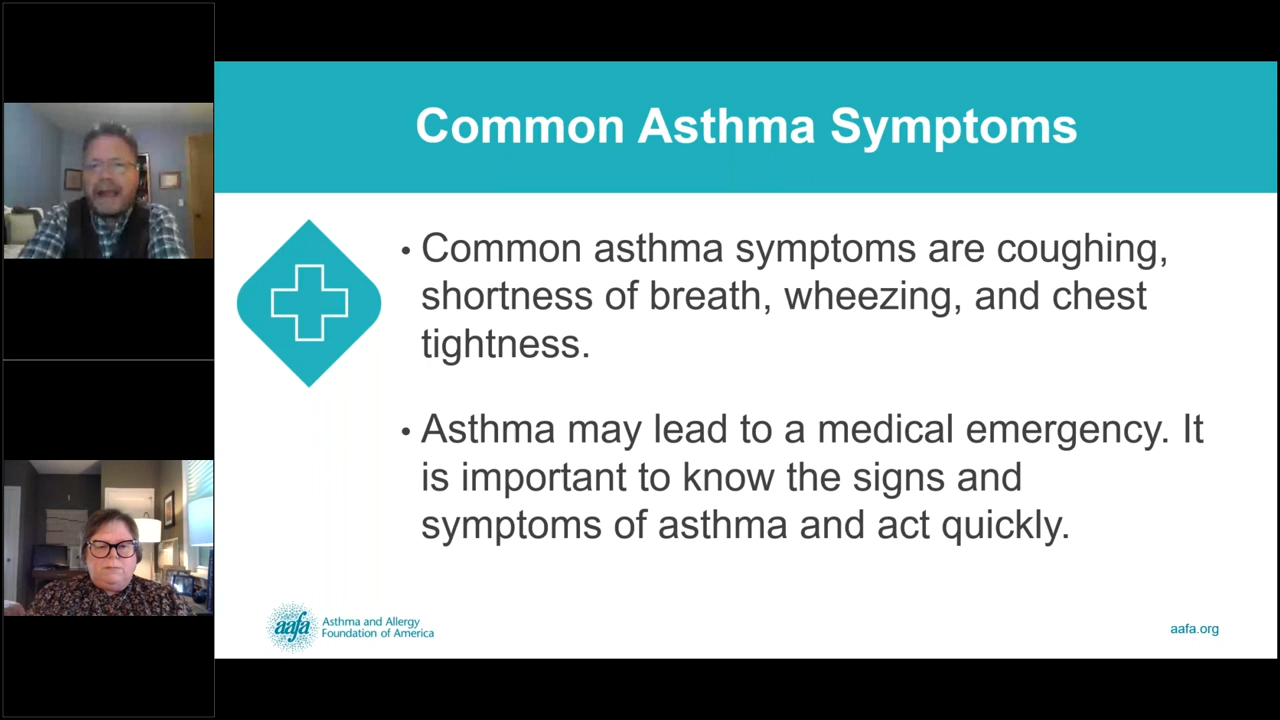 Common Asthma Symptoms
• Common asthma symptoms are coughing,
shortness of breath, wheezing, and chest
tightness.
• Asthma may lead to a medical emergency. It
is important to know the signs and
symptoms of asthma and act quickly.
aafa Asthma and Allergy
Foundation of America
aafa.org